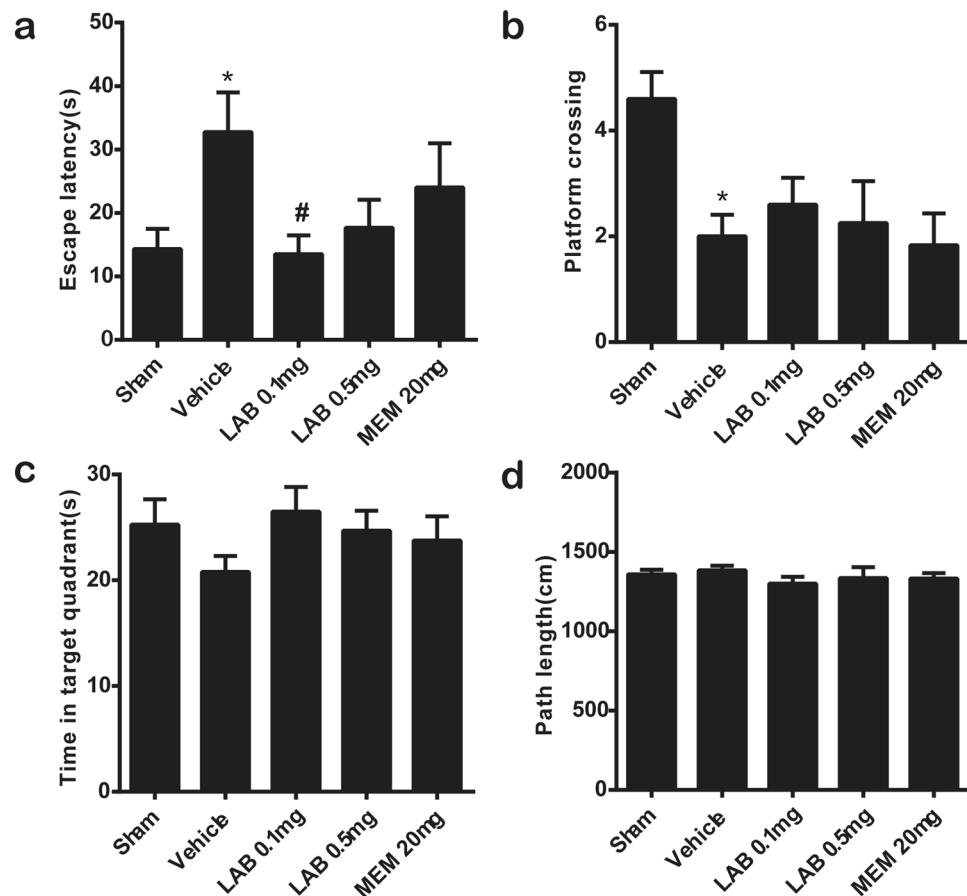 a
Escape latency(s)
50
40
30
20
10
0
*
#
Sham
Vehicle
LAB 0.1mg
LAB 0.5mg
MEM 20mg
b
Platform crossing
6
4
2
0
*
Sham
Vehicle
LAB 0.1mg
LAB 0.5mg
MEM 20mg
c
Time in target quadrant(s)
30
20
10
0
Sham
Vehicle
LAB 0.1mg
LAB 0.5mg
MEM 20mg
d
Path length(cm)
2000
1500
1000
500
0
Sham
Vehicle
LAB 0.1mg
LAB 0.5mg
MEM 20mg